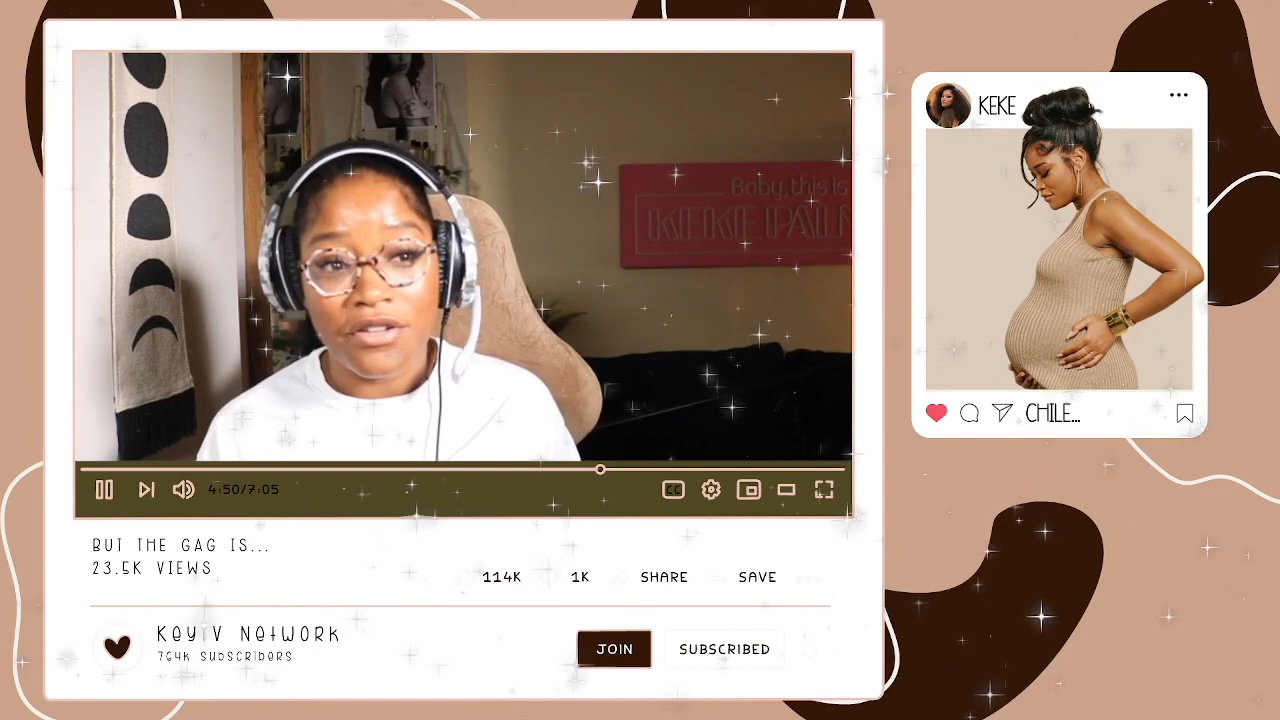 Baby, this is
KEKE PALM
4:50/7:05
CC
BUT THE GAG IS...
23.5K VIEWS
114K 1K SHARE SAVE
KeyTV Network
764K SUBSCRIBERS
JOIN SUBSCRIBED
KEKE
CHILE...